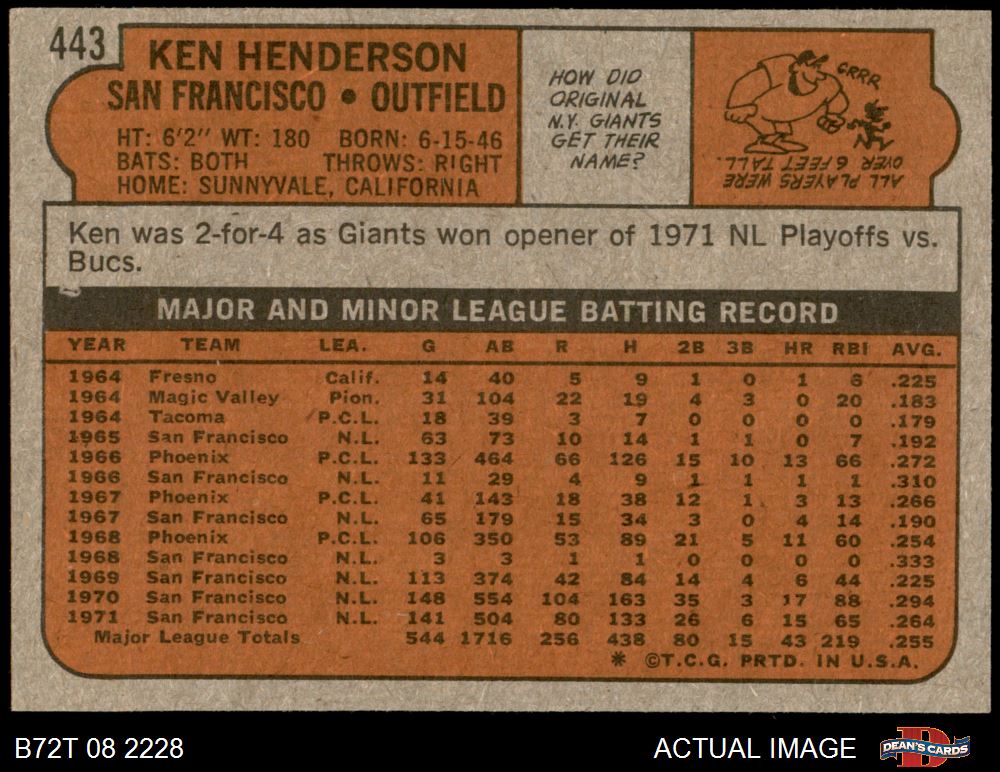 443
KEN HENDERSON
SAN FRANCISCO • OUTFIELD
HT: 6'2" WT: 180 BORN: 6-15-46
BATS: BOTH THROWS: RIGHT
HOME: SUNNYVALE, CALIFORNIA
HOW DID
ORIGINAL
N.Y. GIANTS
GET THEIR
NAME?
GRRR
ALL PLAYERS WERE
OVER 6 FEET TALL.
Ken was 2-for-4 as Giants won opener of 1971 NL Playoffs vs.
Bucs.
MAJOR AND MINOR LEAGUE BATTING RECORD
YEAR TEAM LEA. G AB R H 2B 3B HR RBI AVG.
1964 Fresno Calif. 14 40 5 9 1 0 1 6 .225
1964 Magic Valley Pion. 31 104 22 19 4 3 0 20 .183
1964 Tacoma P.C.L. 18 39 3 7 0 0 0 0 .179
1965 San Francisco N.L. 63 73 10 14 1 1 0 7 .192
1966 Phoenix P.C.L. 133 464 66 126 15 10 13 66 .272
1966 San Francisco N.L. 11 29 4 9 1 1 1 1 .310
1967 Phoenix P.C.L. 41 143 18 38 12 1 3 13 .266
1967 San Francisco N.L. 65 179 15 34 3 0 4 14 .190
1968 Phoenix P.C.L. 106 350 53 89 21 5 11 60 .254
1968 San Francisco N.L. 3 3 1 1 0 0 0 0 .333
1969 San Francisco N.L. 113 374 42 84 14 4 6 44 .225
1970 San Francisco N.L. 148 554 104 163 35 3 17 88 .294
1971 San Francisco N.L. 141 504 80 133 26 6 15 65 .264
Major League Totals 544 1716 256 438 80 15 43 219 .255
* ©T.C.G. PRTD. IN U.S.A.
B72T 08 2228
ACTUAL IMAGE
DEAN'S CARDS